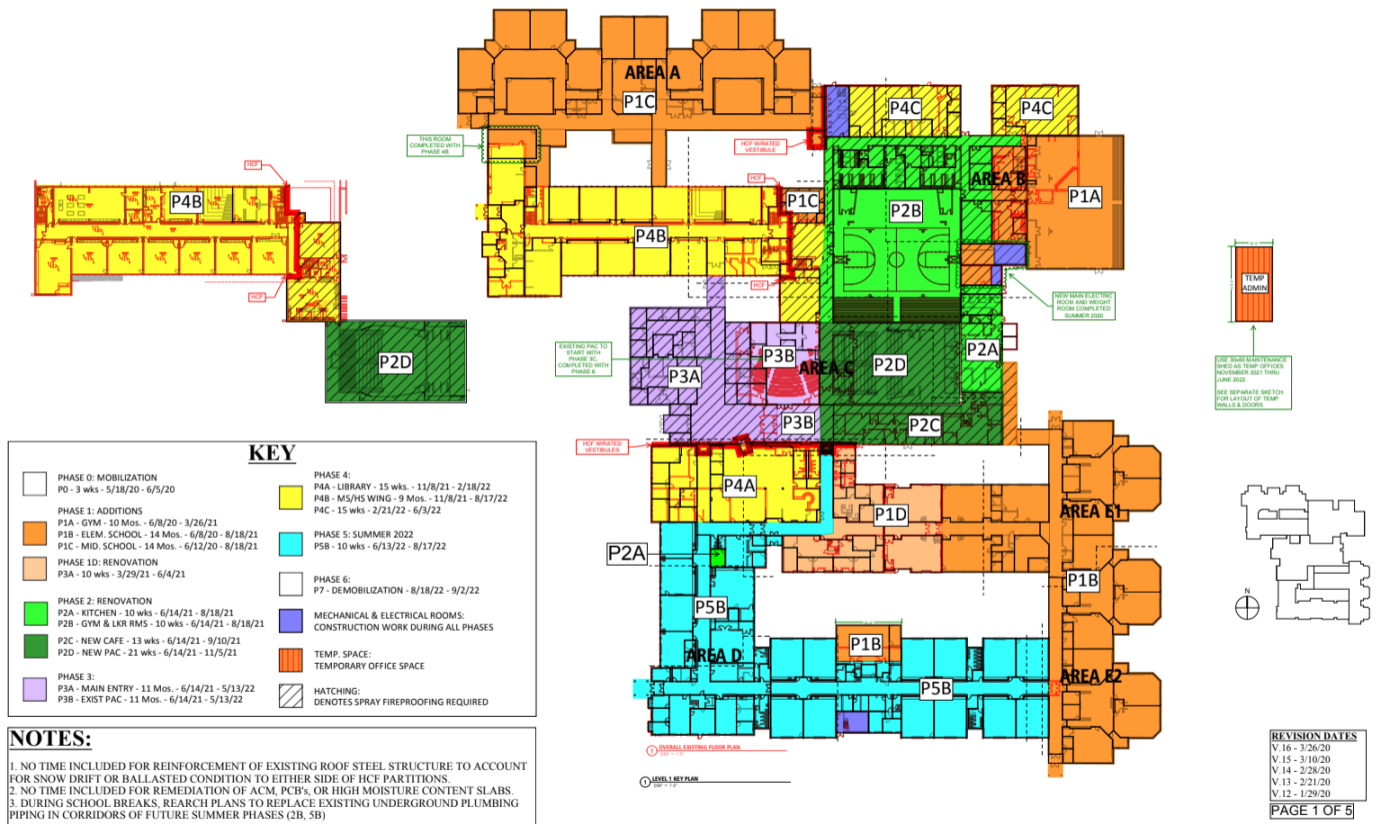 AREA A
P1C
P4C
P4C
THIS ROOM
COMPLETED WITH
PHASE 4B
HCF W/RATED
VESTIBULE
HCF
HCF
AREA B
P1A
P4B
P1C
P2B
P4B
HCF
HCF
NEW MAIN ELECTRIC
ROOM AND WEIGHT
ROOM COMPLETED
SUMMER 2020
TEMP
ADMIN
P2D
EXISTING PAC TO
START WITH
PHASE 3C.
COMPLETED WITH
PHASE 6
P3B
P3A
AREA C
P2D
P2A
USE 30x60 MAINTENANCE
SHED AS TEMP OFFICES
NOVEMBER 2021 THRU
JUNE 2022.
SEE SEPARATE SKETCH
FOR LAYOUT OF TEMP
WALLS & DOORS
P3B
P2C
HCF W/RATED
VESTIBULES
P4A
P1D
AREA E1
P2A
P1B
P5B
P1B
AREA D
P5B
AREA E2
N
KEY
PHASE 0: MOBILIZATION
P0 - 3 wks - 5/18/20 - 6/5/20
PHASE 1: ADDITIONS
P1A - GYM - 10 Mos. - 6/8/20 - 3/26/21
P1B - ELEM. SCHOOL - 14 Mos. - 6/8/20 - 8/18/21
P1C - MID. SCHOOL - 14 Mos. - 6/12/20 - 8/18/21
PHASE 1D: RENOVATION
P3A - 10 wks - 3/29/21 - 6/4/21
PHASE 2: RENOVATION
P2A - KITCHEN - 10 wks - 6/14/21 - 8/18/21
P2B - GYM & LKR RMS - 10 wks - 6/14/21 - 8/18/21
P2C - NEW CAFE - 13 wks - 6/14/21 - 9/10/21
P2D - NEW PAC - 21 wks - 6/14/21 - 11/5/21
PHASE 3:
P3A - MAIN ENTRY - 11 Mos. - 6/14/21 - 5/13/22
P3B - EXIST PAC - 11 Mos. - 6/14/21 - 5/13/22
PHASE 4:
P4A - LIBRARY - 15 wks. - 11/8/21 - 2/18/22
P4B - MS/HS WING - 9 Mos. - 11/8/21 - 8/17/22
P4C - 15 wks - 2/21/22 - 6/3/22
PHASE 5: SUMMER 2022
P5B - 10 wks - 6/13/22 - 8/17/22
PHASE 6:
P7 - DEMOBILIZATION - 8/18/22 - 9/2/22
MECHANICAL & ELECTRICAL ROOMS:
CONSTRUCTION WORK DURING ALL PHASES
TEMP. SPACE:
TEMPORARY OFFICE SPACE
HATCHING:
DENOTES SPRAY FIREPROOFING REQUIRED
NOTES:
1. NO TIME INCLUDED FOR REINFORCEMENT OF EXISTING ROOF STEEL STRUCTURE TO ACCOUNT
FOR SNOW DRIFT OR BALLASTED CONDITION TO EITHER SIDE OF HCF PARTITIONS.
2. NO TIME INCLUDED FOR REMEDIATION OF ACM, PCB's, OR HIGH MOISTURE CONTENT SLABS.
3. DURING SCHOOL BREAKS, REARCH PLANS TO REPLACE EXISTING UNDERGROUND PLUMBING
PIPING IN CORRIDORS OF FUTURE SUMMER PHASES (2B, 5B)
1 OVERALL EXISTING FLOOR PLAN
1 LEVEL 1 KEY PLAN
REVISION DATES
V.16 - 3/26/20
V.15 - 3/10/20
V.14 - 2/28/20
V.13 - 2/21/20
V.12 - 1/29/20
PAGE 1 OF 5